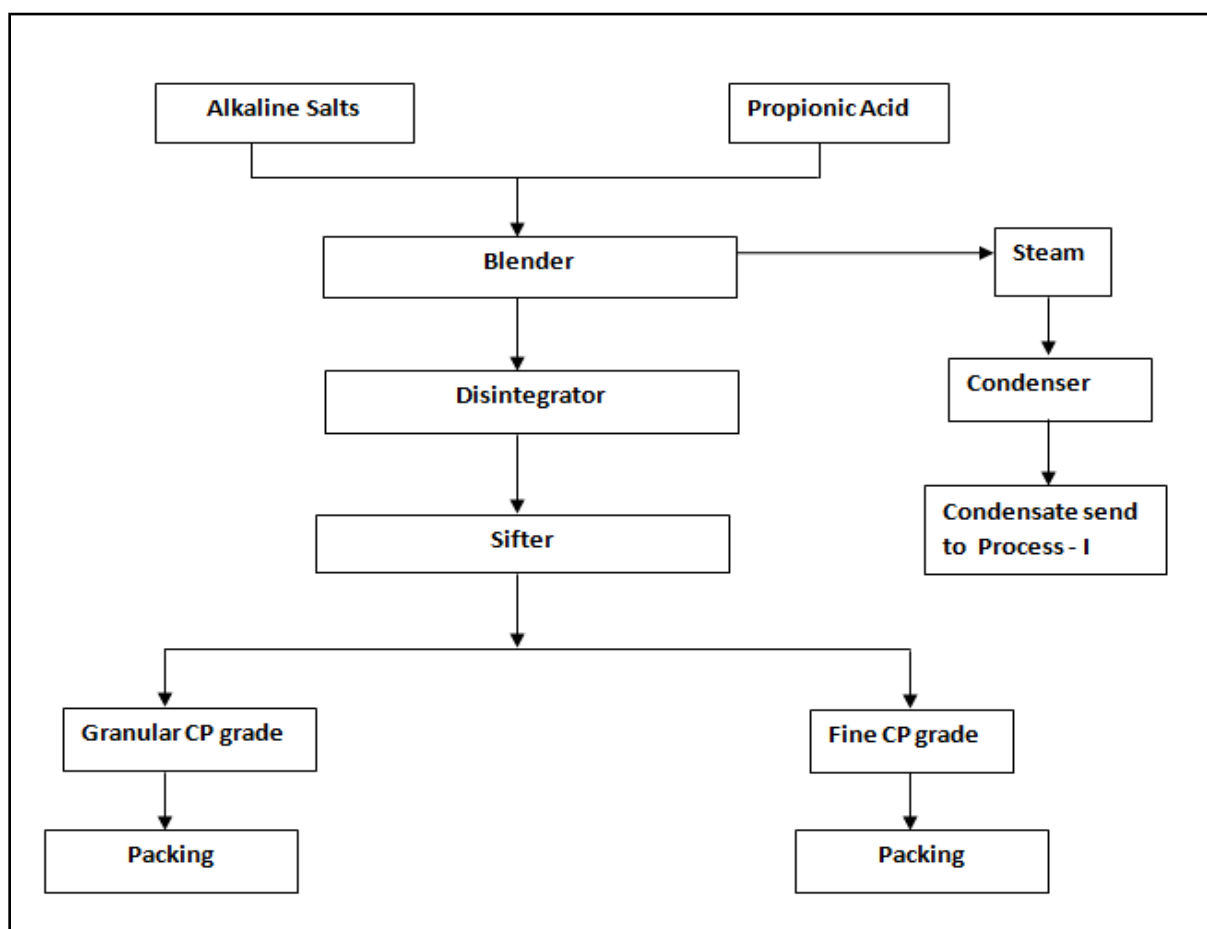 Alkaline Salts
Propionic Acid
Blender
Steam
Disintegrator
Condenser
Sifter
Condensate send
to Process - I
Granular CP grade
Fine CP grade
Packing
Packing